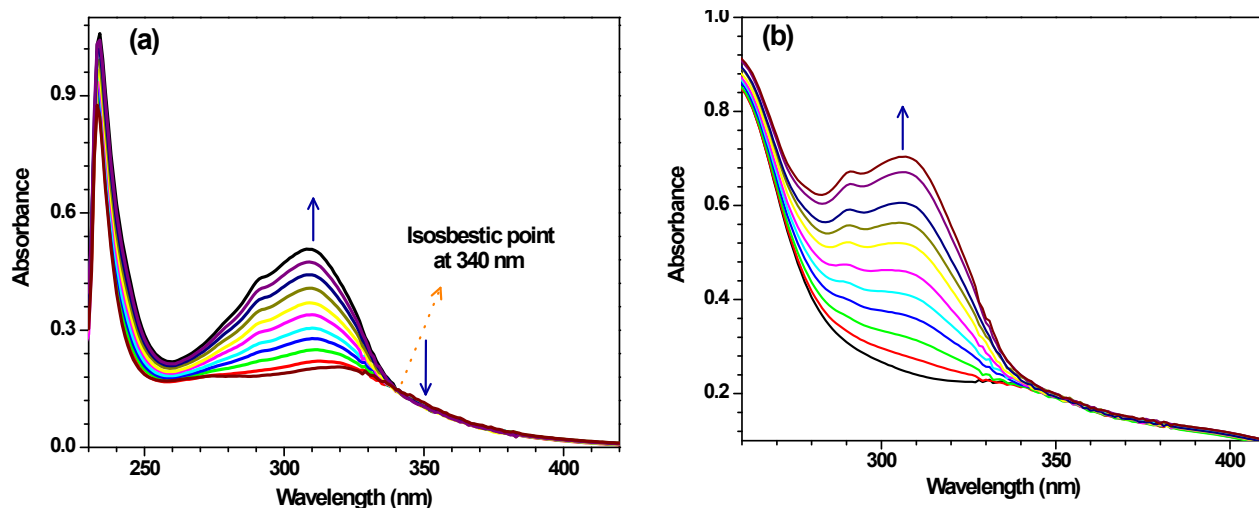 (a)
Isosbestic point
at 340 nm
0.9
0.6
0.3
0.0
250
300
350
400
Absorbance
Wavelength (nm)
(b)
1.0
0.8
0.6
0.4
0.2
300
350
400
Absorbance
Wavelength (nm)